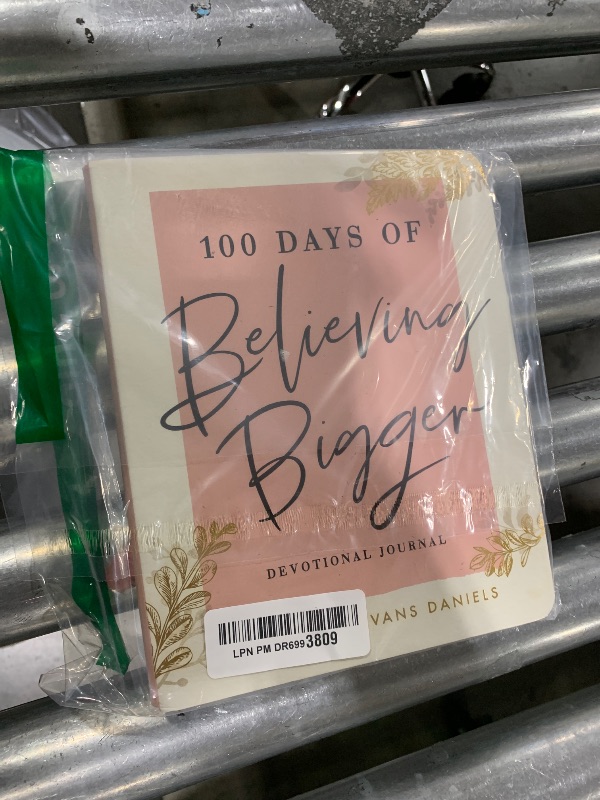 100 DAYS OF
Believing
Bigger
DEVOTIONAL JOURNAL
VANS DANIELS
LPN PM DR6993809